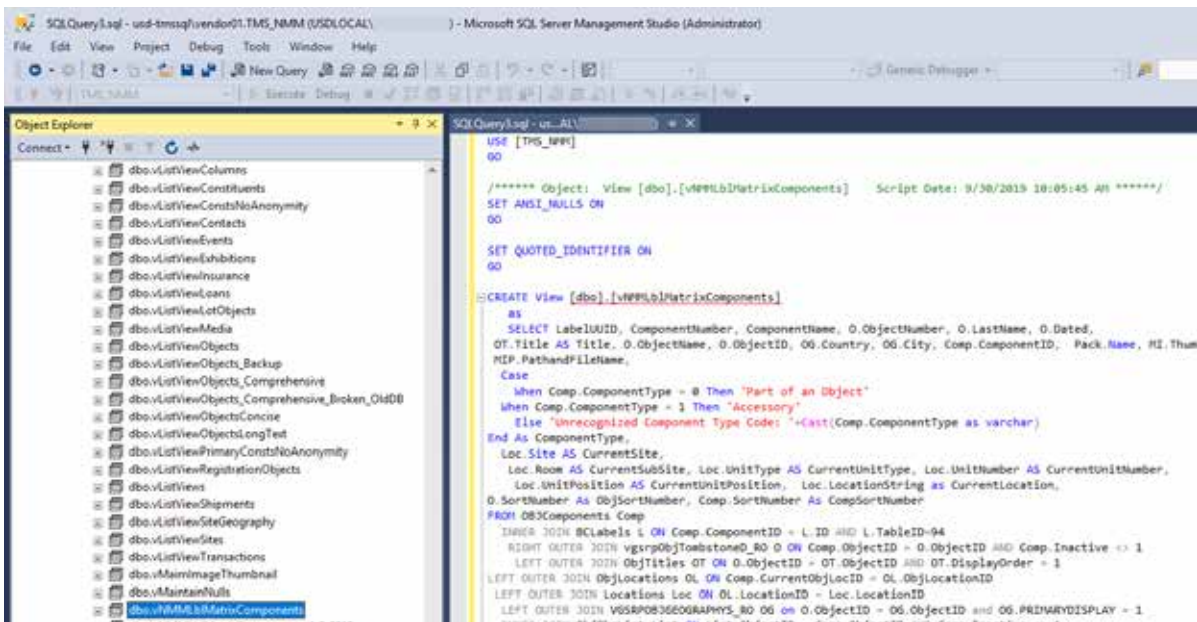 SQLQuery3.sql - usd-tmssql\vendor01.TMS_NMM (USDLOCAL\ ) - Microsoft SQL Server Management Studio (Administrator)
File Edit View Project Debug Tools Window Help
New Query Generic Debugger
TMS_NMM Execute Debug
Object Explorer
SQLQuery3.sql - us...AL\
Connect
dbo.vListViewColumns
dbo.vListViewConstituents
dbo.vListViewConstsNoAnonymity
dbo.vListViewContacts
dbo.vListViewEvents
dbo.vListViewExhibitions
dbo.vListViewInsurance
dbo.vListViewLoans
dbo.vListViewLotObjects
dbo.vListViewMedia
dbo.vListViewObjects
dbo.vListViewObjects_Backup
dbo.vListViewObjects_Comprehensive
dbo.vListViewObjects_Comprehensive_Broken_OldDB
dbo.vListViewObjectsConcise
dbo.vListViewObjectsLongText
dbo.vListViewPrimaryConstsNoAnonymity
dbo.vListViewRegistrationObjects
dbo.vListViews
dbo.vListViewShipments
dbo.vListViewSiteGeography
dbo.vListViewSites
dbo.vListViewTransactions
dbo.vMaimImageThumbnail
dbo.vMaintainNulls
dbo.vNMMLblMatrixComponents
USE [TMS_NMM]
GO
/****** Object: View [dbo].[vNMMLblMatrixComponents] Script Date: 9/30/2019 10:05:45 AM ******/
SET ANSI_NULLS ON
GO
SET QUOTED_IDENTIFIER ON
GO
CREATE View [dbo].[vNMMLblMatrixComponents]
as
SELECT LabelUUID, ComponentNumber, ComponentName, O.ObjectNumber, O.LastName, O.Dated,
OT.Title AS Title, O.ObjectName, O.ObjectID, OG.Country, OG.City, Comp.ComponentID, Pack.Name, MI.Thum
MIP.PathandFileName,
Case
When Comp.ComponentType = 0 Then 'Part of an Object'
When Comp.ComponentType = 1 Then 'Accessory'
Else 'Unrecognized Component Type Code: '+Cast(Comp.ComponentType as varchar)
End As ComponentType,
Loc.Site AS CurrentSite,
Loc.Room AS CurrentSubSite, Loc.UnitType AS CurrentUnitType, Loc.UnitNumber AS CurrentUnitNumber,
Loc.UnitPosition AS CurrentUnitPosition, Loc.LocationString as CurrentLocation,
O.SortNumber As ObjSortNumber, Comp.SortNumber As CompSortNumber
FROM OBJComponents Comp
INNER JOIN BCLabels L ON Comp.ComponentID = L.ID AND L.TableID=94
RIGHT OUTER JOIN vgsrpObjTombstoneD_RO O ON Comp.ObjectID = O.ObjectID AND Comp.Inactive <> 1
LEFT OUTER JOIN ObjTitles OT ON O.ObjectID = OT.ObjectID AND OT.DisplayOrder = 1
LEFT OUTER JOIN ObjLocations OL ON Comp.CurrentObjLocID = OL.ObjLocationID
LEFT OUTER JOIN Locations Loc ON OL.LocationID = Loc.LocationID
LEFT OUTER JOIN VGSRPOBJGEOGRAPHYS_RO OG on O.ObjectID = OG.ObjectID and OG.PRIMARYDISPLAY = 1